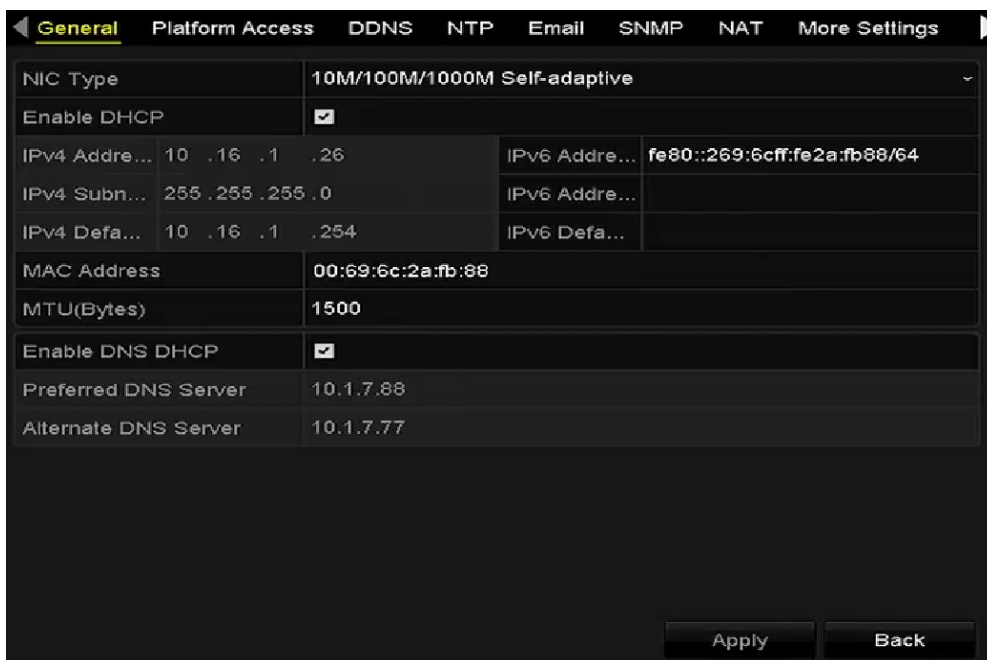 General Platform Access DDNS NTP Email SNMP NAT More Settings
NIC Type 10M/100M/1000M Self-adaptive
Enable DHCP
IPv4 Addre... 10 .16 .1 .26 IPv6 Addre... fe80::269:6cff:fe2a:fb88/64
IPv4 Subn... 255.255.255.0 IPv6 Addre...
IPv4 Defa... 10 .16 .1 .254 IPv6 Defa...
MAC Address 00:69:6c:2a:fb:88
MTU(Bytes) 1500
Enable DNS DHCP
Preferred DNS Server 10.1.7.88
Alternate DNS Server 10.1.7.77
Apply Back